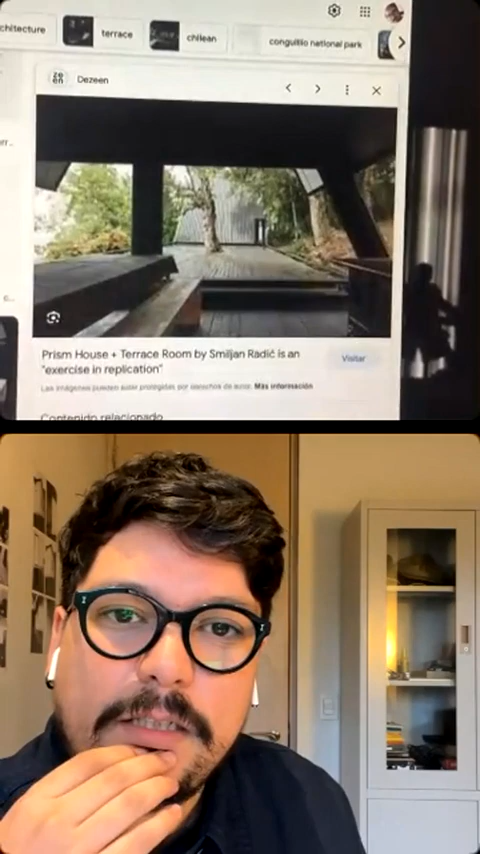 chitecture
terrace
chilean
conguillio national park
Dezeen
Prism House + Terrace Room by Smiljan Radić is an
"exercise in replication"
Visitar
Las imágenes pueden estar protegidas por derechos de autor. Más información
Contenido relacionado